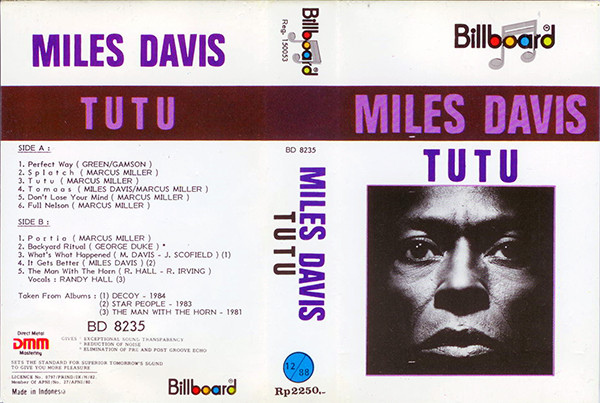 MILES DAVIS
TUTU
SIDE A :
1. Perfect Way ( GREEN/GAMSON )
2. Splatch ( MARCUS MILLER )
3. Tutu ( MARCUS MILLER )
4. Tomaas ( MILES DAVIS/MARCUS MILLER )
5. Don't Lose Your Mind ( MARCUS MILLER )
6. Full Nelson ( MARCUS MILLER )
SIDE B :
1. Portia ( MARCUS MILLER )
2. Backyard Ritual ( GEORGE DUKE ) *
3. What's What Happened ( M. DAVIS - J. SCOFIELD ) (1)
4. It Gets Better ( MILES DAVIS ) (2)
5. The Man With The Horn ( R. HALL - R. IRVING )
Vocals : RANDY HALL (3)
Taken From Albums : (1) DECOY - 1984
(2) STAR PEOPLE - 1983
(3) THE MAN WITH THE HORN - 1981
BD 8235
Direct Metal
DMM
Mastering
GIVES * EXCEPTIONAL SOUND TRANSPARENCY
* REDUCTION OF NOISE
* ELIMINATION OF PRE AND POST GROOVE ECHO
SETS THE STANDARD FOR SUPERIOR TOMORROW'S SOUND
TO GIVE YOU MORE PLEASURE
Made in Indonesia
Billboard®
Billboard®
Reg. 150053
BD 8235
MILES DAVIS
TUTU
12/88
Rp2250,-
Billboard®
MILES DAVIS
TUTU